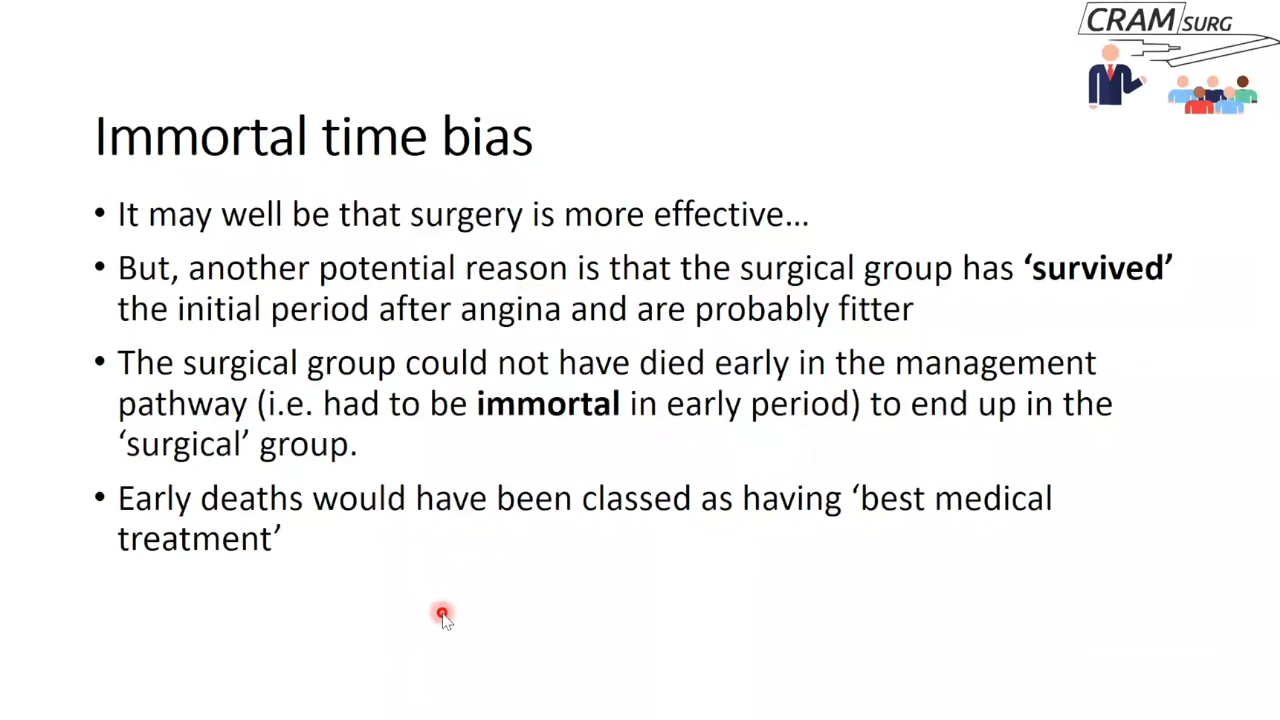 CRAM SURG
Immortal time bias
• It may well be that surgery is more effective…
• But, another potential reason is that the surgical group has ‘survived’
the initial period after angina and are probably fitter
• The surgical group could not have died early in the management
pathway (i.e. had to be immortal in early period) to end up in the
‘surgical’ group.
• Early deaths would have been classed as having ‘best medical
treatment’